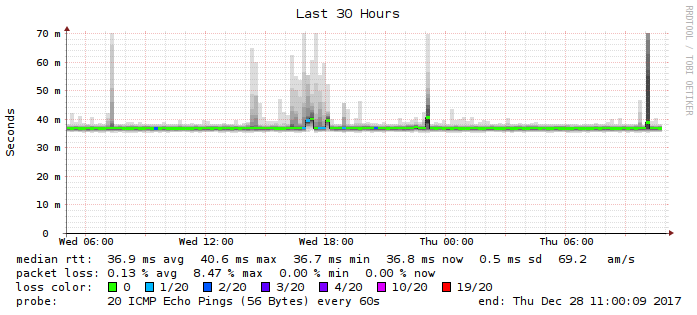 Last 30 Hours
RRDTOOL / TOBI OETIKER
Seconds
70 m
60 m
50 m
40 m
30 m
20 m
10 m
0
Wed 06:00 Wed 12:00 Wed 18:00 Thu 00:00 Thu 06:00
median rtt: 36.9 ms avg 40.6 ms max 36.7 ms min 36.8 ms now 0.5 ms sd 69.2 am/s
packet loss: 0.13 % avg 8.47 % max 0.00 % min 0.00 % now
loss color: 0 1/20 2/20 3/20 4/20 10/20 19/20
probe: 20 ICMP Echo Pings (56 Bytes) every 60s end: Thu Dec 28 11:00:09 2017